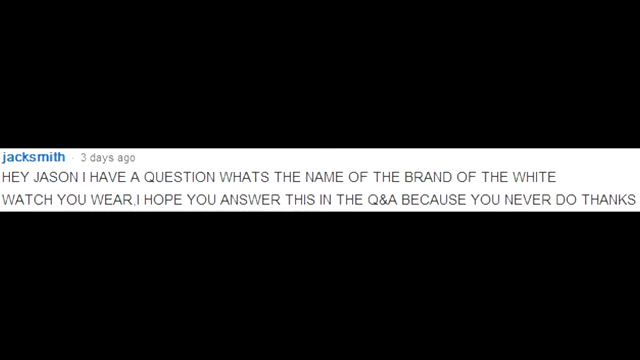 jacksmith · 3 days ago
HEY JASON I HAVE A QUESTION WHATS THE NAME OF THE BRAND OF THE WHITE
WATCH YOU WEAR,I HOPE YOU ANSWER THIS IN THE Q&A BECAUSE YOU NEVER DO THANKS